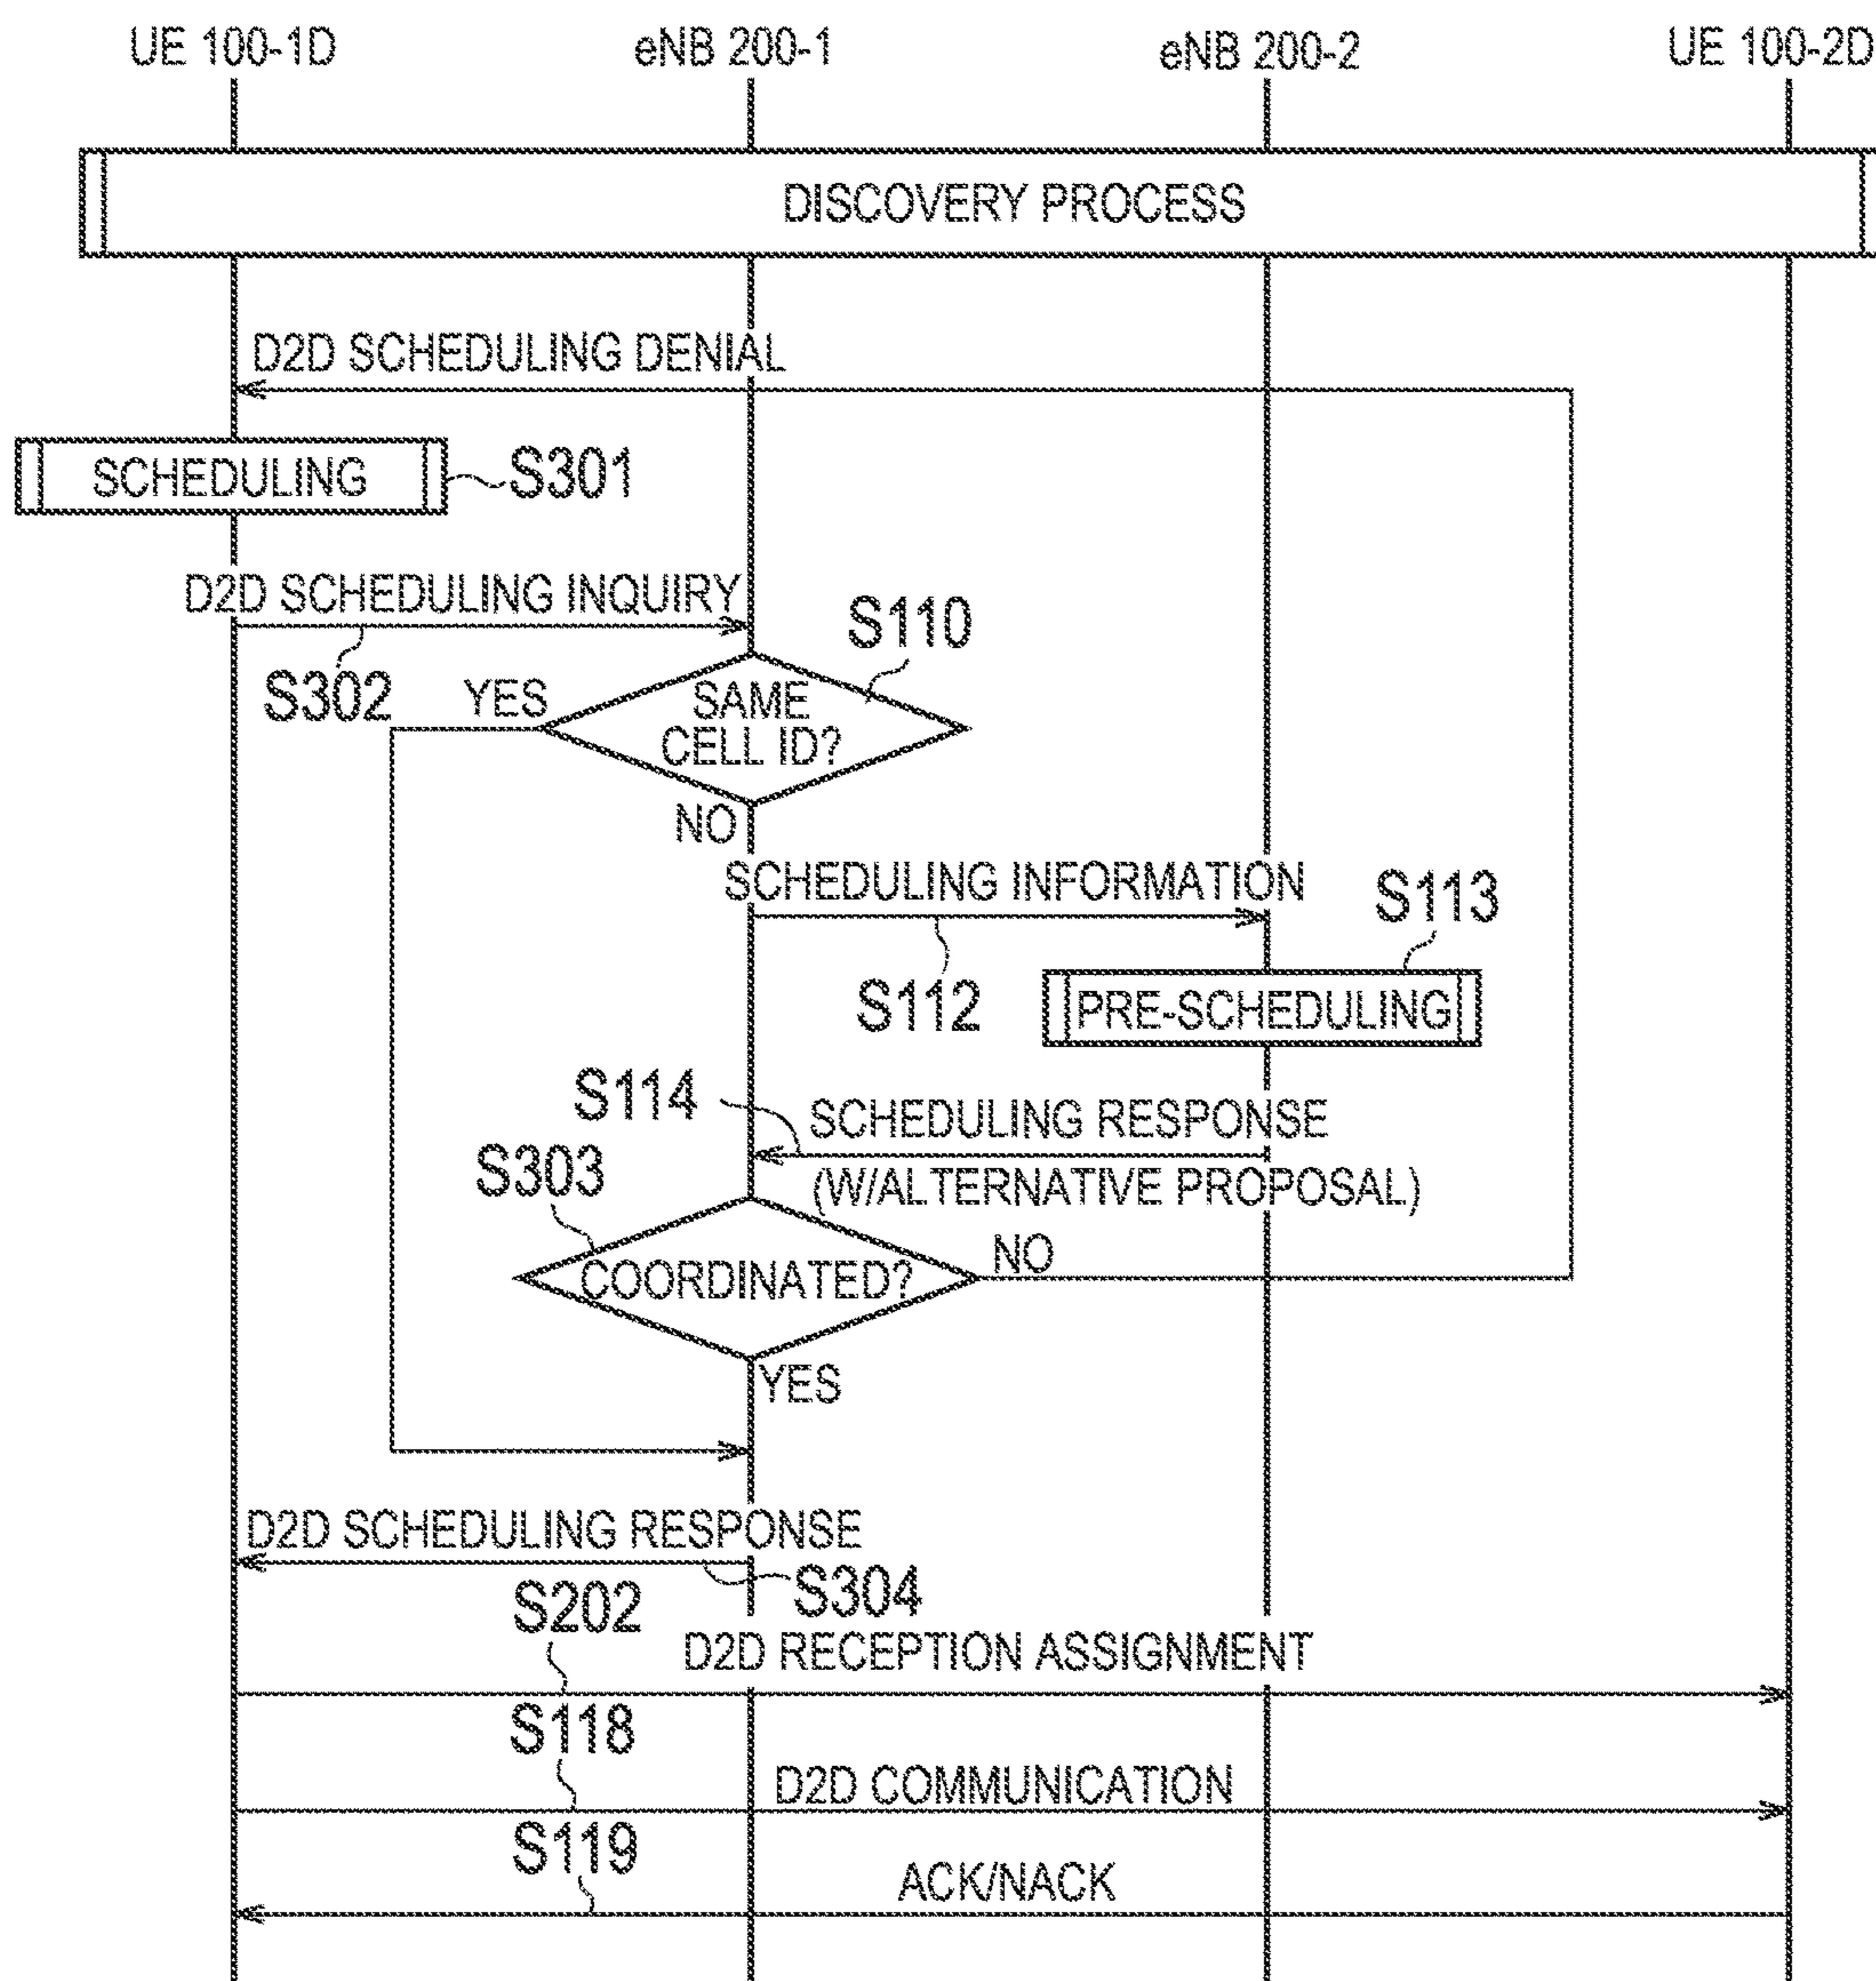 UE 100-1D
eNB 200-1
eNB 200-2
UE 100-2D
DISCOVERY PROCESS
D2D SCHEDULING DENIAL
SCHEDULING
S301
D2D SCHEDULING INQUIRY
S110
S302
YES
SAME
CELL ID?
NO
SCHEDULING INFORMATION
S113
S112
PRE-SCHEDULING
S114
SCHEDULING RESPONSE
(W/ALTERNATIVE PROPOSAL)
S303
NO
COORDINATED?
YES
D2D SCHEDULING RESPONSE
S304
S202
D2D RECEPTION ASSIGNMENT
S118
D2D COMMUNICATION
S119
ACK/NACK